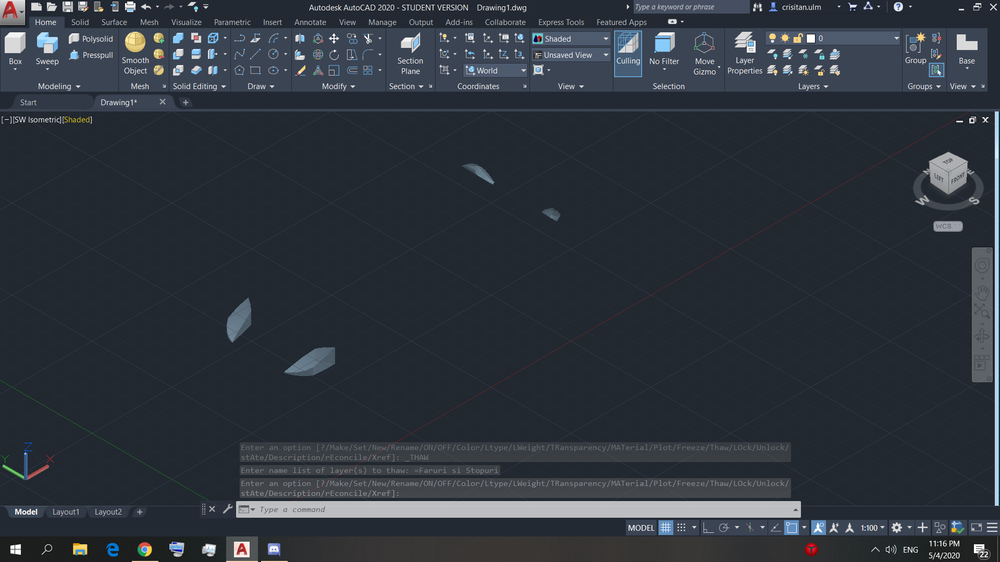 Autodesk AutoCAD 2020 - STUDENT VERSION Drawing1.dwg
Type a keyword or phrase
crisitan.ulm
Home Solid Surface Mesh Visualize Parametric Insert Annotate View Manage Output Add-ins Collaborate Express Tools Featured Apps
Box
Sweep
Polysolid
Presspull
Modeling
Smooth
Object
Mesh
Solid Editing
Draw
Modify
Section
Plane
Section
World
Coordinates
Shaded
Unsaved View
View
Culling
No Filter
Move
Gizmo
Selection
Layer
Properties
0
Layers
Group
Groups
Base
View
Start
Drawing1*
[−][SW Isometric][Shaded]
TOP
LEFT
FRONT
N
E
W
S
WCS
Z
Y
X
Enter an option [?/Make/Set/New/Rename/ON/OFF/Color/Ltype/LWeight/TRansparency/MATerial/Plot/Freeze/Thaw/LOck/Unlock/
stAte/Description/rEconcile/Xref]: _THAW
Enter name list of layer(s) to thaw: =Faruri si Stopuri
Enter an option [?/Make/Set/New/Rename/ON/OFF/Color/Ltype/LWeight/TRansparency/MATerial/Plot/Freeze/Thaw/LOck/Unlock/
stAte/Description/rEconcile/Xref]:
Type a command
Model Layout1 Layout2
MODEL
1:100
ENG
11:16 PM
5/4/2020
22